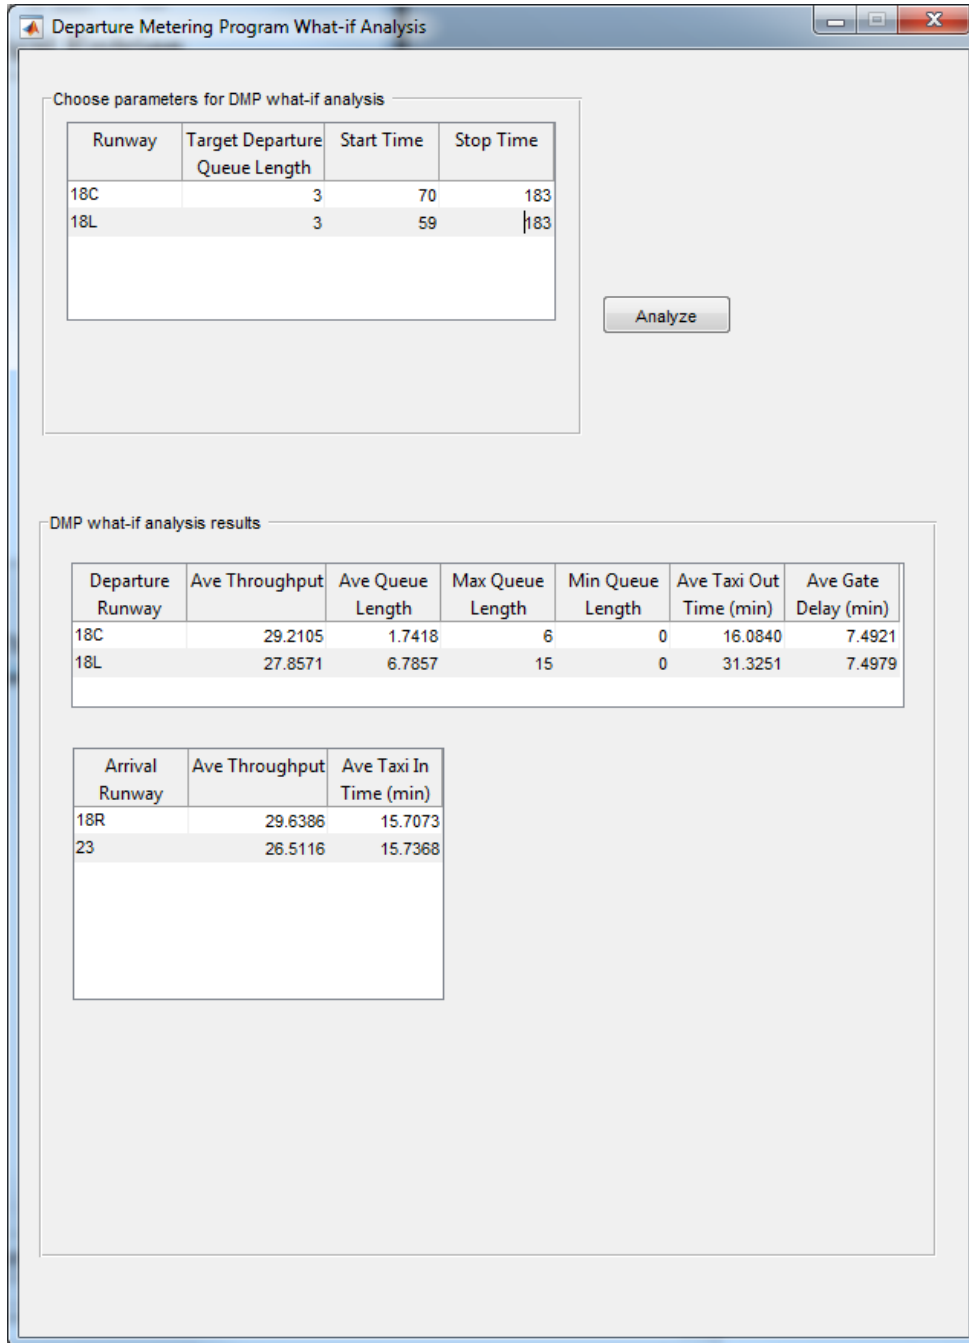 Departure Metering Program What-if Analysis
Choose parameters for DMP what-if analysis
Runway Target Departure Queue Length Start Time Stop Time
18C 3 70 183
18L 3 59 183
Analyze
DMP what-if analysis results
Departure Runway Ave Throughput Ave Queue Length Max Queue Length Min Queue Length Ave Taxi Out Time (min) Ave Gate Delay (min)
18C 29.2105 1.7418 6 0 16.0840 7.4921
18L 27.8571 6.7857 15 0 31.3251 7.4979
Arrival Runway Ave Throughput Ave Taxi In Time (min)
18R 29.6386 15.7073
23 26.5116 15.7368